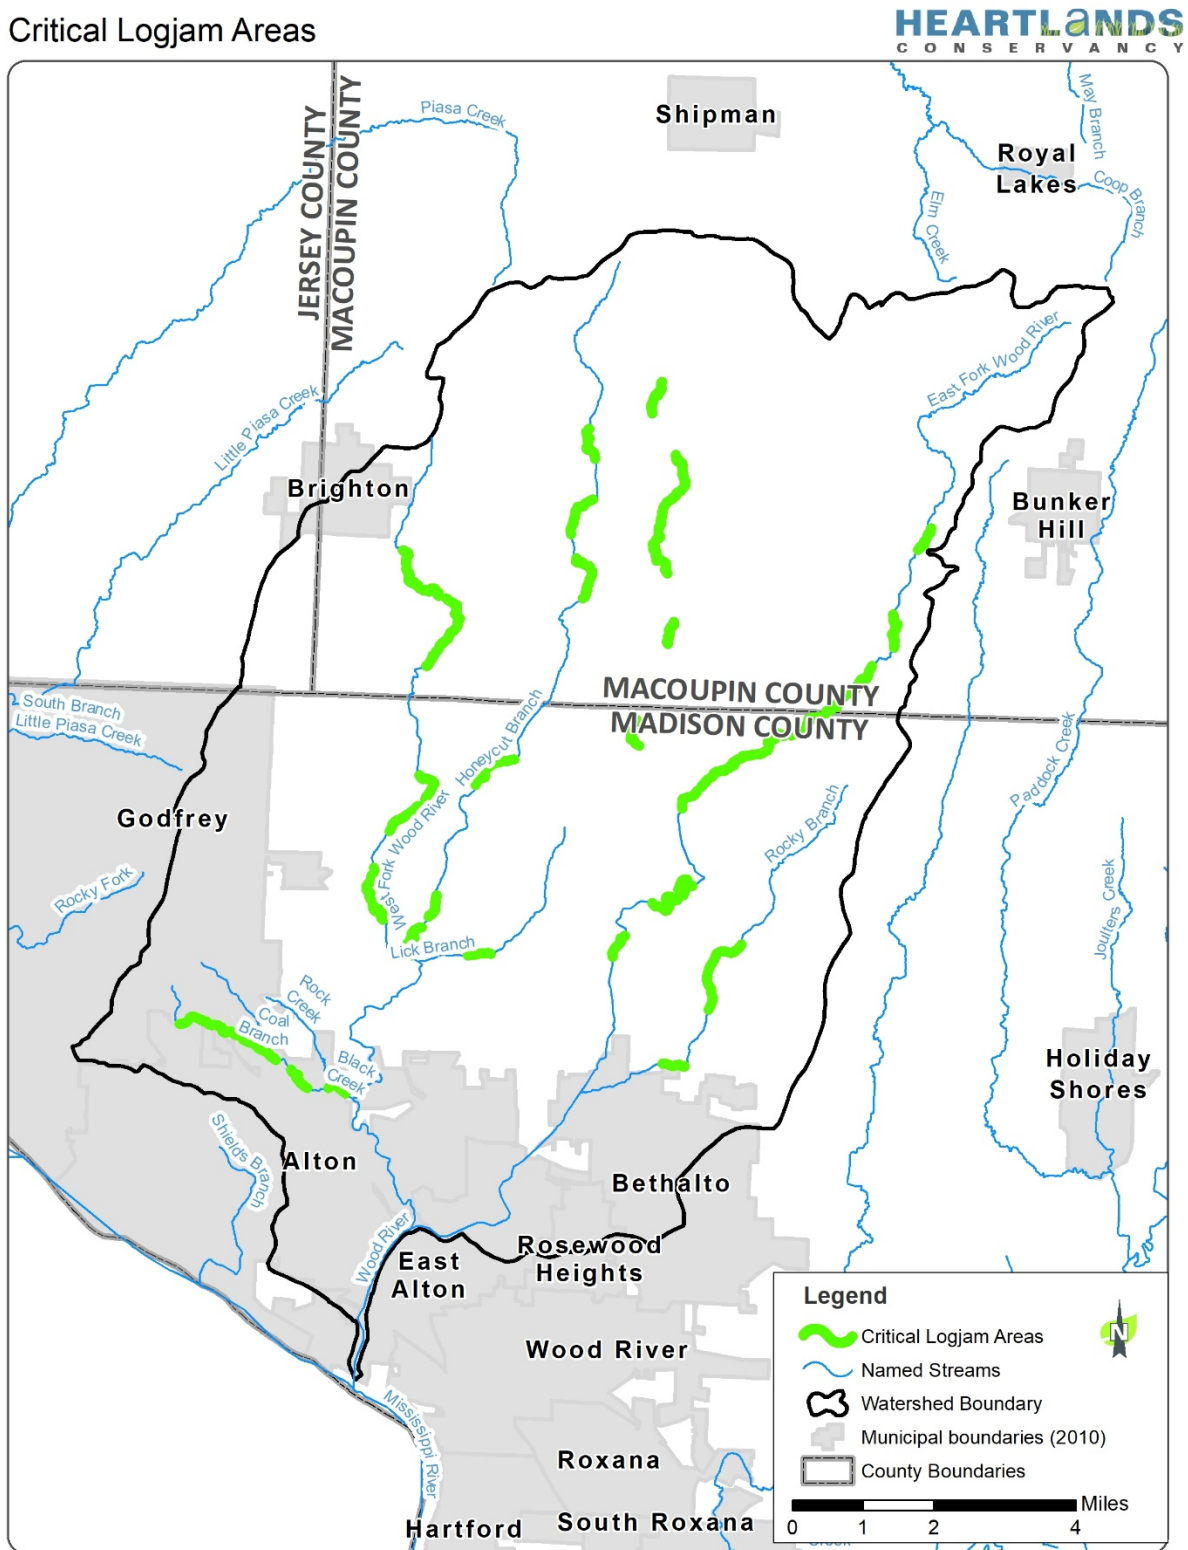 Critical Logjam Areas
HEARTLANDS
CONSERVANCY
JERSEY COUNTY
MACOUPIN COUNTY
Piasa Creek
Shipman
May Branch
Royal
Lakes
Coop Branch
Elm Creek
East Fork Wood River
Little Piasa Creek
Brighton
Bunker
Hill
MACOUPIN COUNTY
MADISON COUNTY
South Branch
Little Piasa Creek
Honeycut Branch
Paddock Creek
Godfrey
West Fork Wood River
Rocky Branch
Rocky Fork
Joulters Creek
Lick Branch
Rock
Creek
Coal
Branch
Black
Creek
Holiday
Shores
Shields Branch
Alton
Bethalto
Wood River
East
Alton
Rosewood
Heights
Wood River
Mississippi River
Roxana
Hartford
South Roxana
Legend
Critical Logjam Areas
N
Named Streams
Watershed Boundary
Municipal boundaries (2010)
County Boundaries
Miles
0 1 2 4
Creek